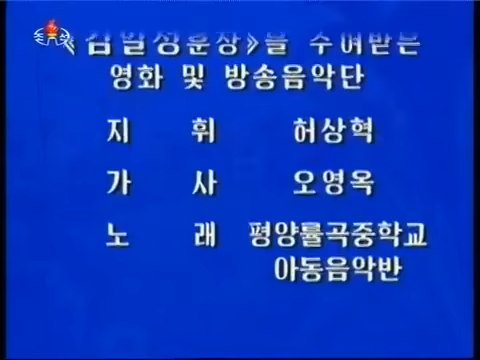 《김일성훈장》을 수여받은
영화 및 방송음악단
지 휘 허상혁
가 사 오영옥
노 래 평양률곡중학교
아동음악반